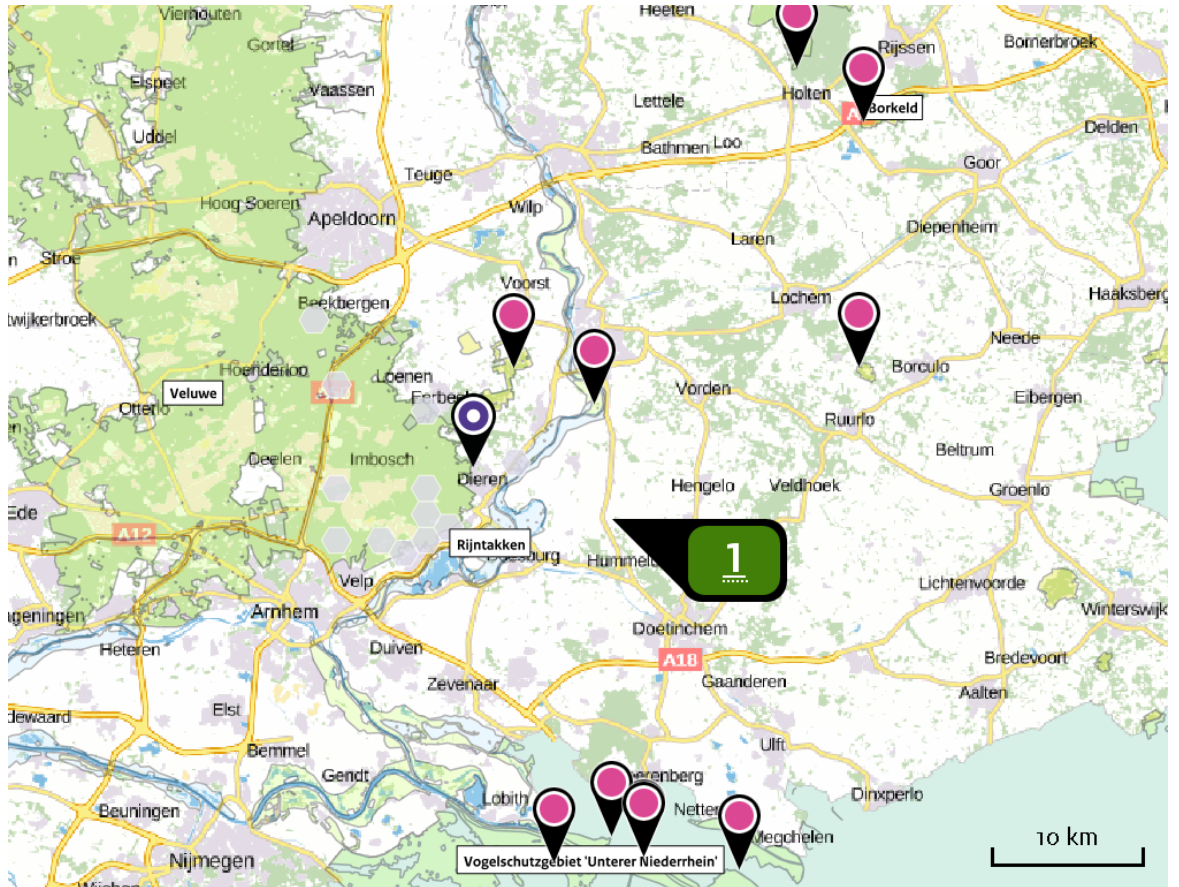 Vierhouten
Heeten
Gortel
Rijssen
Bornerbroek
Elspeet
Vaassen
Lettele
Holten
Borkeld
Uddel
Bathmen
Loo
Delden
Teuge
Goor
Hoog Soeren
Apeldoorn
Wilp
Diepenheim
Stroe
Laren
Voorst
Beekbergen
Lochem
Haaksberg
wijkerbroek
Neede
Hoenderloo
Loenen
Borculo
Veluwe
Otterlo
Eerbeek
Vorden
Eibergen
Ruurlo
Deelen
Imbosch
Beltrum
Dieren
Hengelo
Veldhoek
Groenlo
Ede
A12
Rijntakken
Hummel
1
Velp
Lichtenvoorde
geningen
Arnhem
Winterswijk
Heteren
Duiven
Doetinchem
A18
Bredevoort
Zevenaar
Gaanderen
Aalten
dewaard
Elst
Bemmel
Ulft
Gendt
Lobith
Beuningen
Netter
Dinxperlo
Megchelen
10 km
Vogelschutzgebiet 'Unterer Niederrhein'
Nijmegen